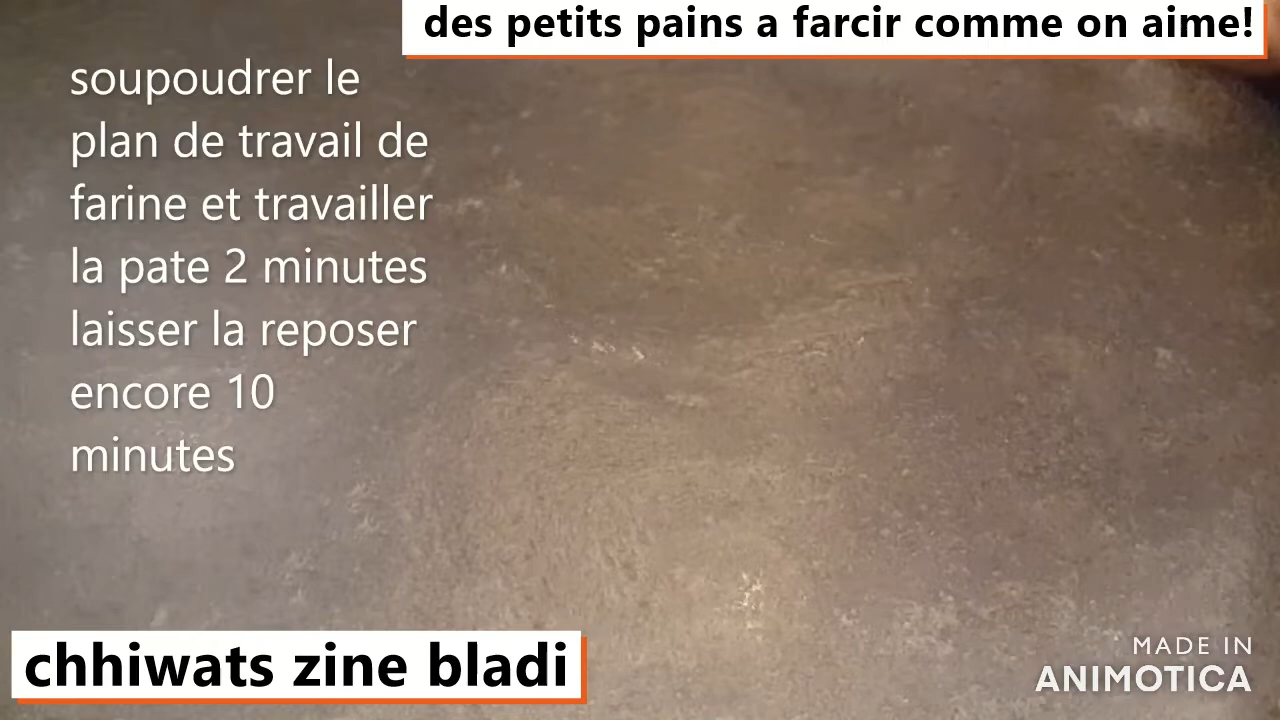 des petits pains a farcir comme on aime!
soupoudrer le
plan de travail de
farine et travailler
la pate 2 minutes
laisser la reposer
encore 10
minutes
chhiwats zine bladi
MADE IN
ANIMOTICA